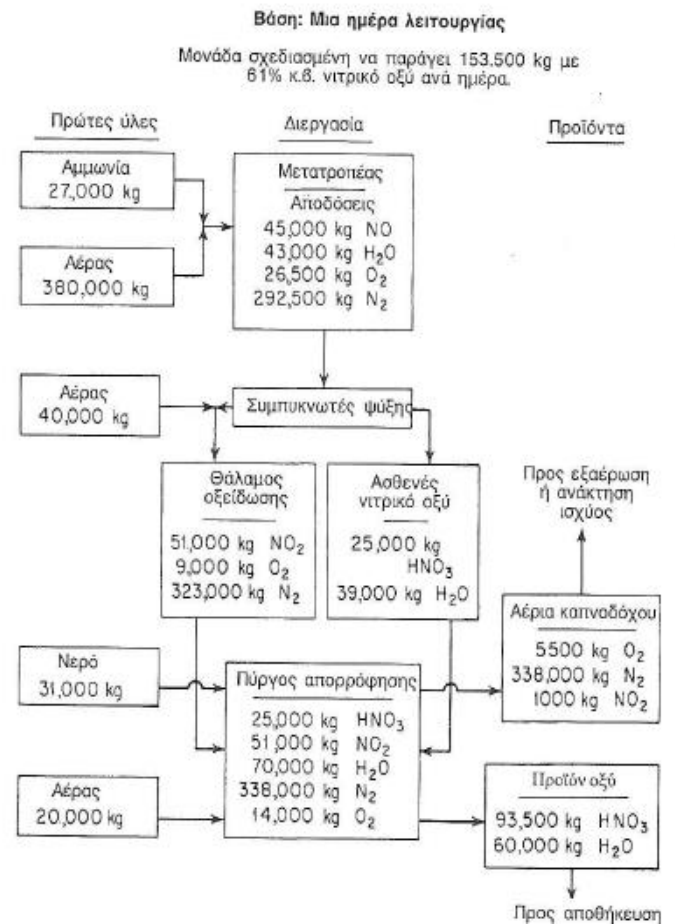 Βάση: Μια ημέρα λειτουργίας
Μονάδα σχεδιασμένη να παράγει 153.500 kg με
61% κ.β. νιτρικό οξύ ανά ημέρα.
Πρώτες ύλες
Διεργασία
Προϊόντα
Αμμωνία
27,000 kg
Αέρας
380,000 kg
Μετατροπέας
Αποδόσεις
45,000 kg NO
43,000 kg H₂O
26,500 kg O₂
292,500 kg N₂
Αέρας
40,000 kg
Συμπυκνωτές ψύξης
Θάλαμος
οξείδωσης
51,000 kg NO₂
9,000 kg O₂
323,000 kg N₂
Ασθενές
νιτρικό οξύ
25,000 kg
HNO₃
39,000 kg H₂O
Προς εξαέρωση
ή ανάκτηση
ισχύος
Αέρια καπναδόχου
5500 kg O₂
338,000 kg N₂
1000 kg NO₂
Νερό
31,000 kg
Πύργος απορρόφησης
25,000 kg HNO₃
51,000 kg NO₂
70,000 kg H₂O
338,000 kg N₂
14,000 kg O₂
Αέρας
20,000 kg
Προϊόν οξύ
93,500 kg HNO₃
60,000 kg H₂O
Προς αποθήκευση